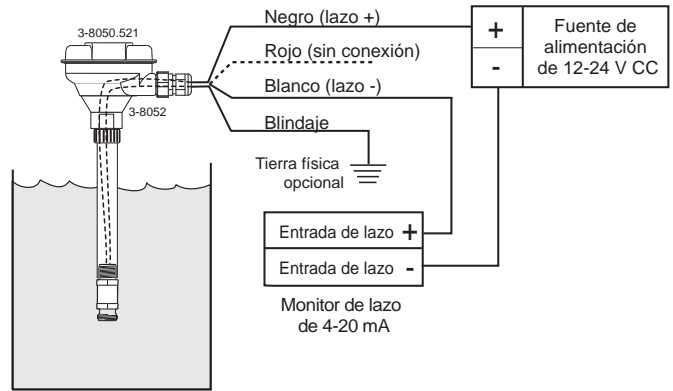 3-8050.521
3-8052
Negro (lazo +)
Rojo (sin conexión)
Blanco (lazo -)
Blindaje
Tierra física
opcional
+
-
Fuente de
alimentación
de 12-24 V CC
Entrada de lazo +
Entrada de lazo -
Monitor de lazo
de 4-20 mA